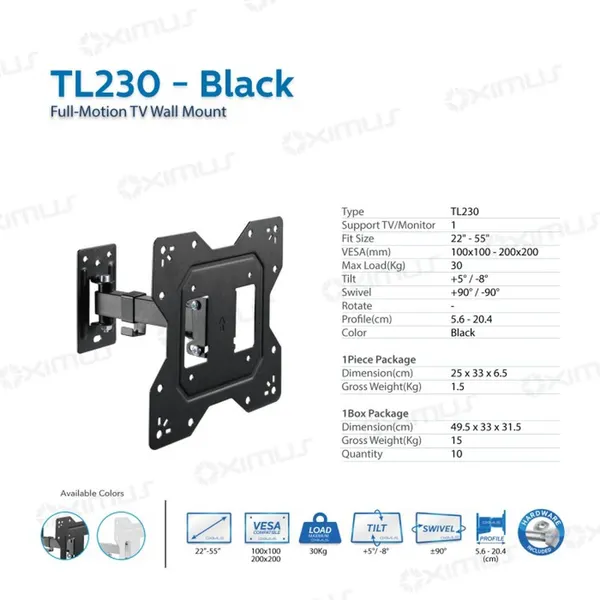 OXIMUS
TL230 - Black
Full-Motion TV Wall Mount
Type TL230
Support TV/Monitor 1
Fit Size 22" - 55"
VESA(mm) 100x100 - 200x200
Max Load(Kg) 30
Tilt +5° / -8°
Swivel +90° / -90°
Rotate -
Profile(cm) 5.6 - 20.4
Color Black
1Piece Package
Dimension(cm) 25 x 33 x 6.5
Gross Weight(Kg) 1.5
1Box Package
Dimension(cm) 49.5 x 33 x 31.5
Gross Weight(Kg) 15
Quantity 10
Available Colors
22"-55"
VESA
COMPATIBLE
100x100
200x200
LOAD
MAXIMUM
30Kg
TILT
+5°/ -8°
SWIVEL
±90°
PROFILE
5.6 - 20.4
(cm)
HARDWARE
INCLUDED